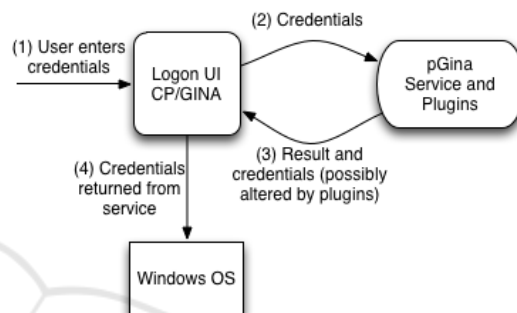 (1) User enters
credentials
(2) Credentials
Logon UI
CP/GINA
pGina
Service and
Plugins
(3) Result and
credentials (possibly
altered by plugins)
(4) Credentials
returned from
service
Windows OS